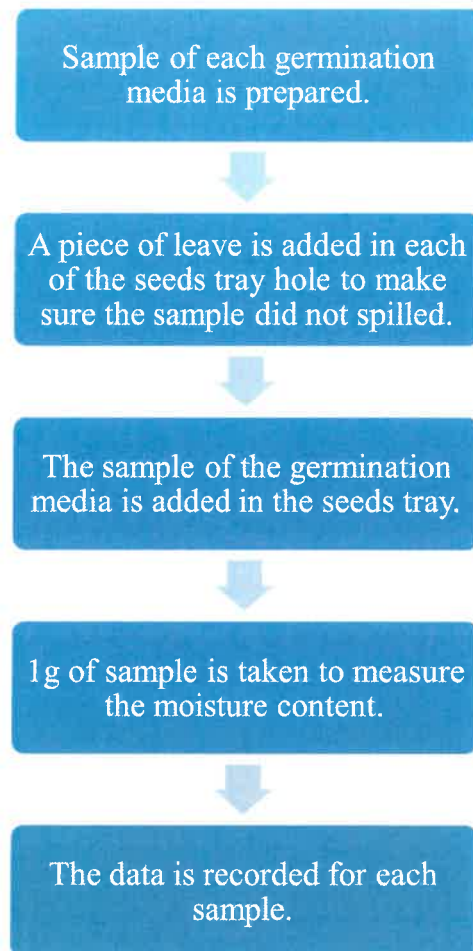 Sample of each germination
media is prepared.
A piece of leave is added in each
of the seeds tray hole to make
sure the sample did not spilled.
The sample of the germination
media is added in the seeds tray.
1g of sample is taken to measure
the moisture content.
The data is recorded for each
sample.